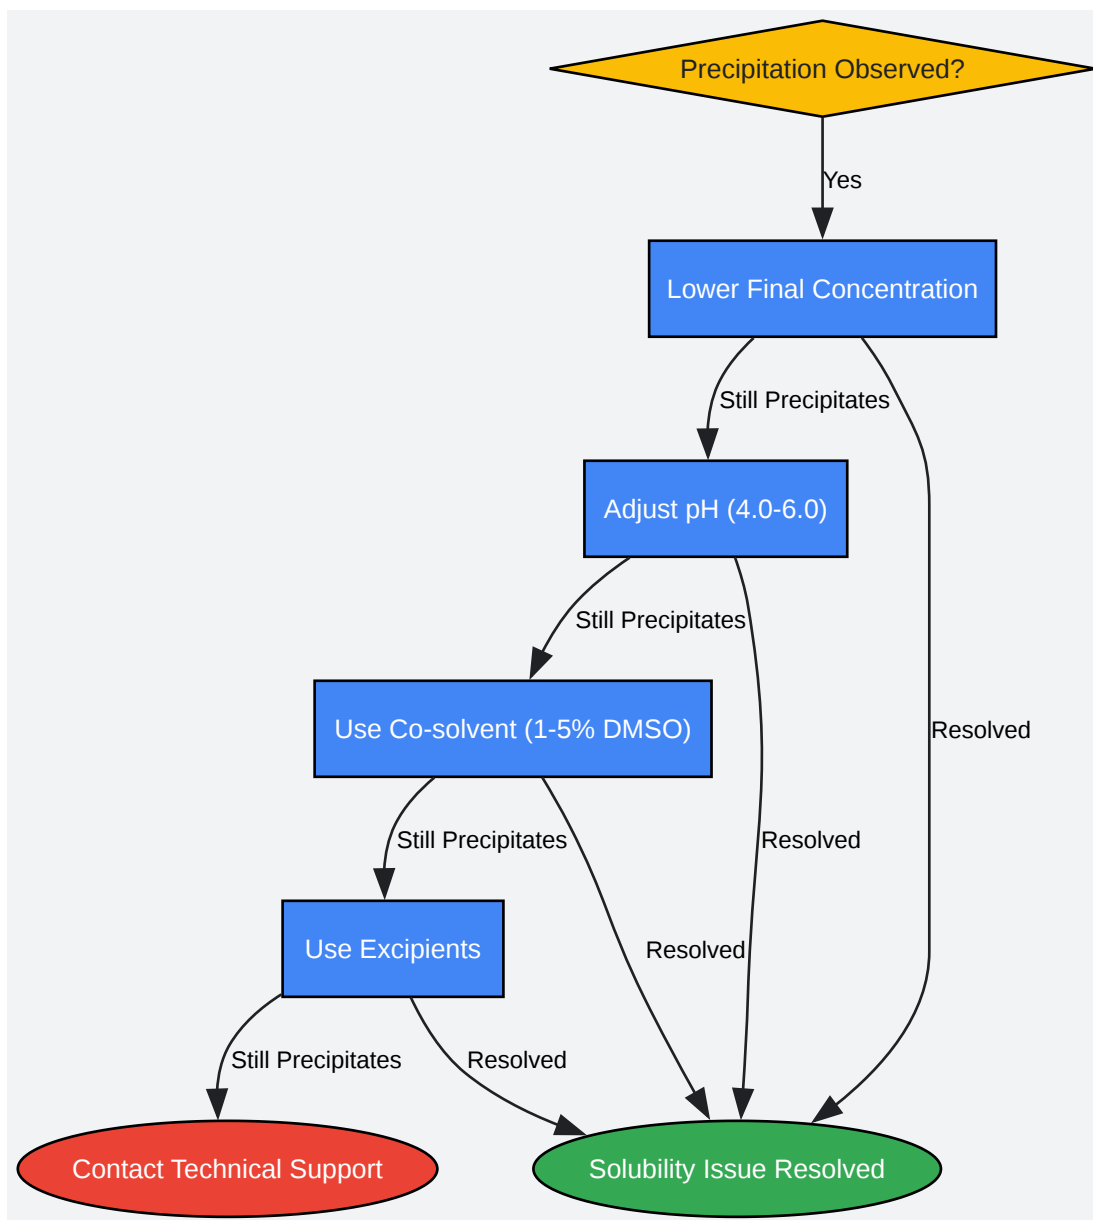 Precipitation Observed?
Yes
Lower Final Concentration
Still Precipitates
Adjust pH (4.0-6.0)
Still Precipitates
Use Co-solvent (1-5% DMSO)
Resolved
Still Precipitates
Resolved
Use Excipients
Resolved
Still Precipitates
Resolved
Contact Technical Support
Solubility Issue Resolved